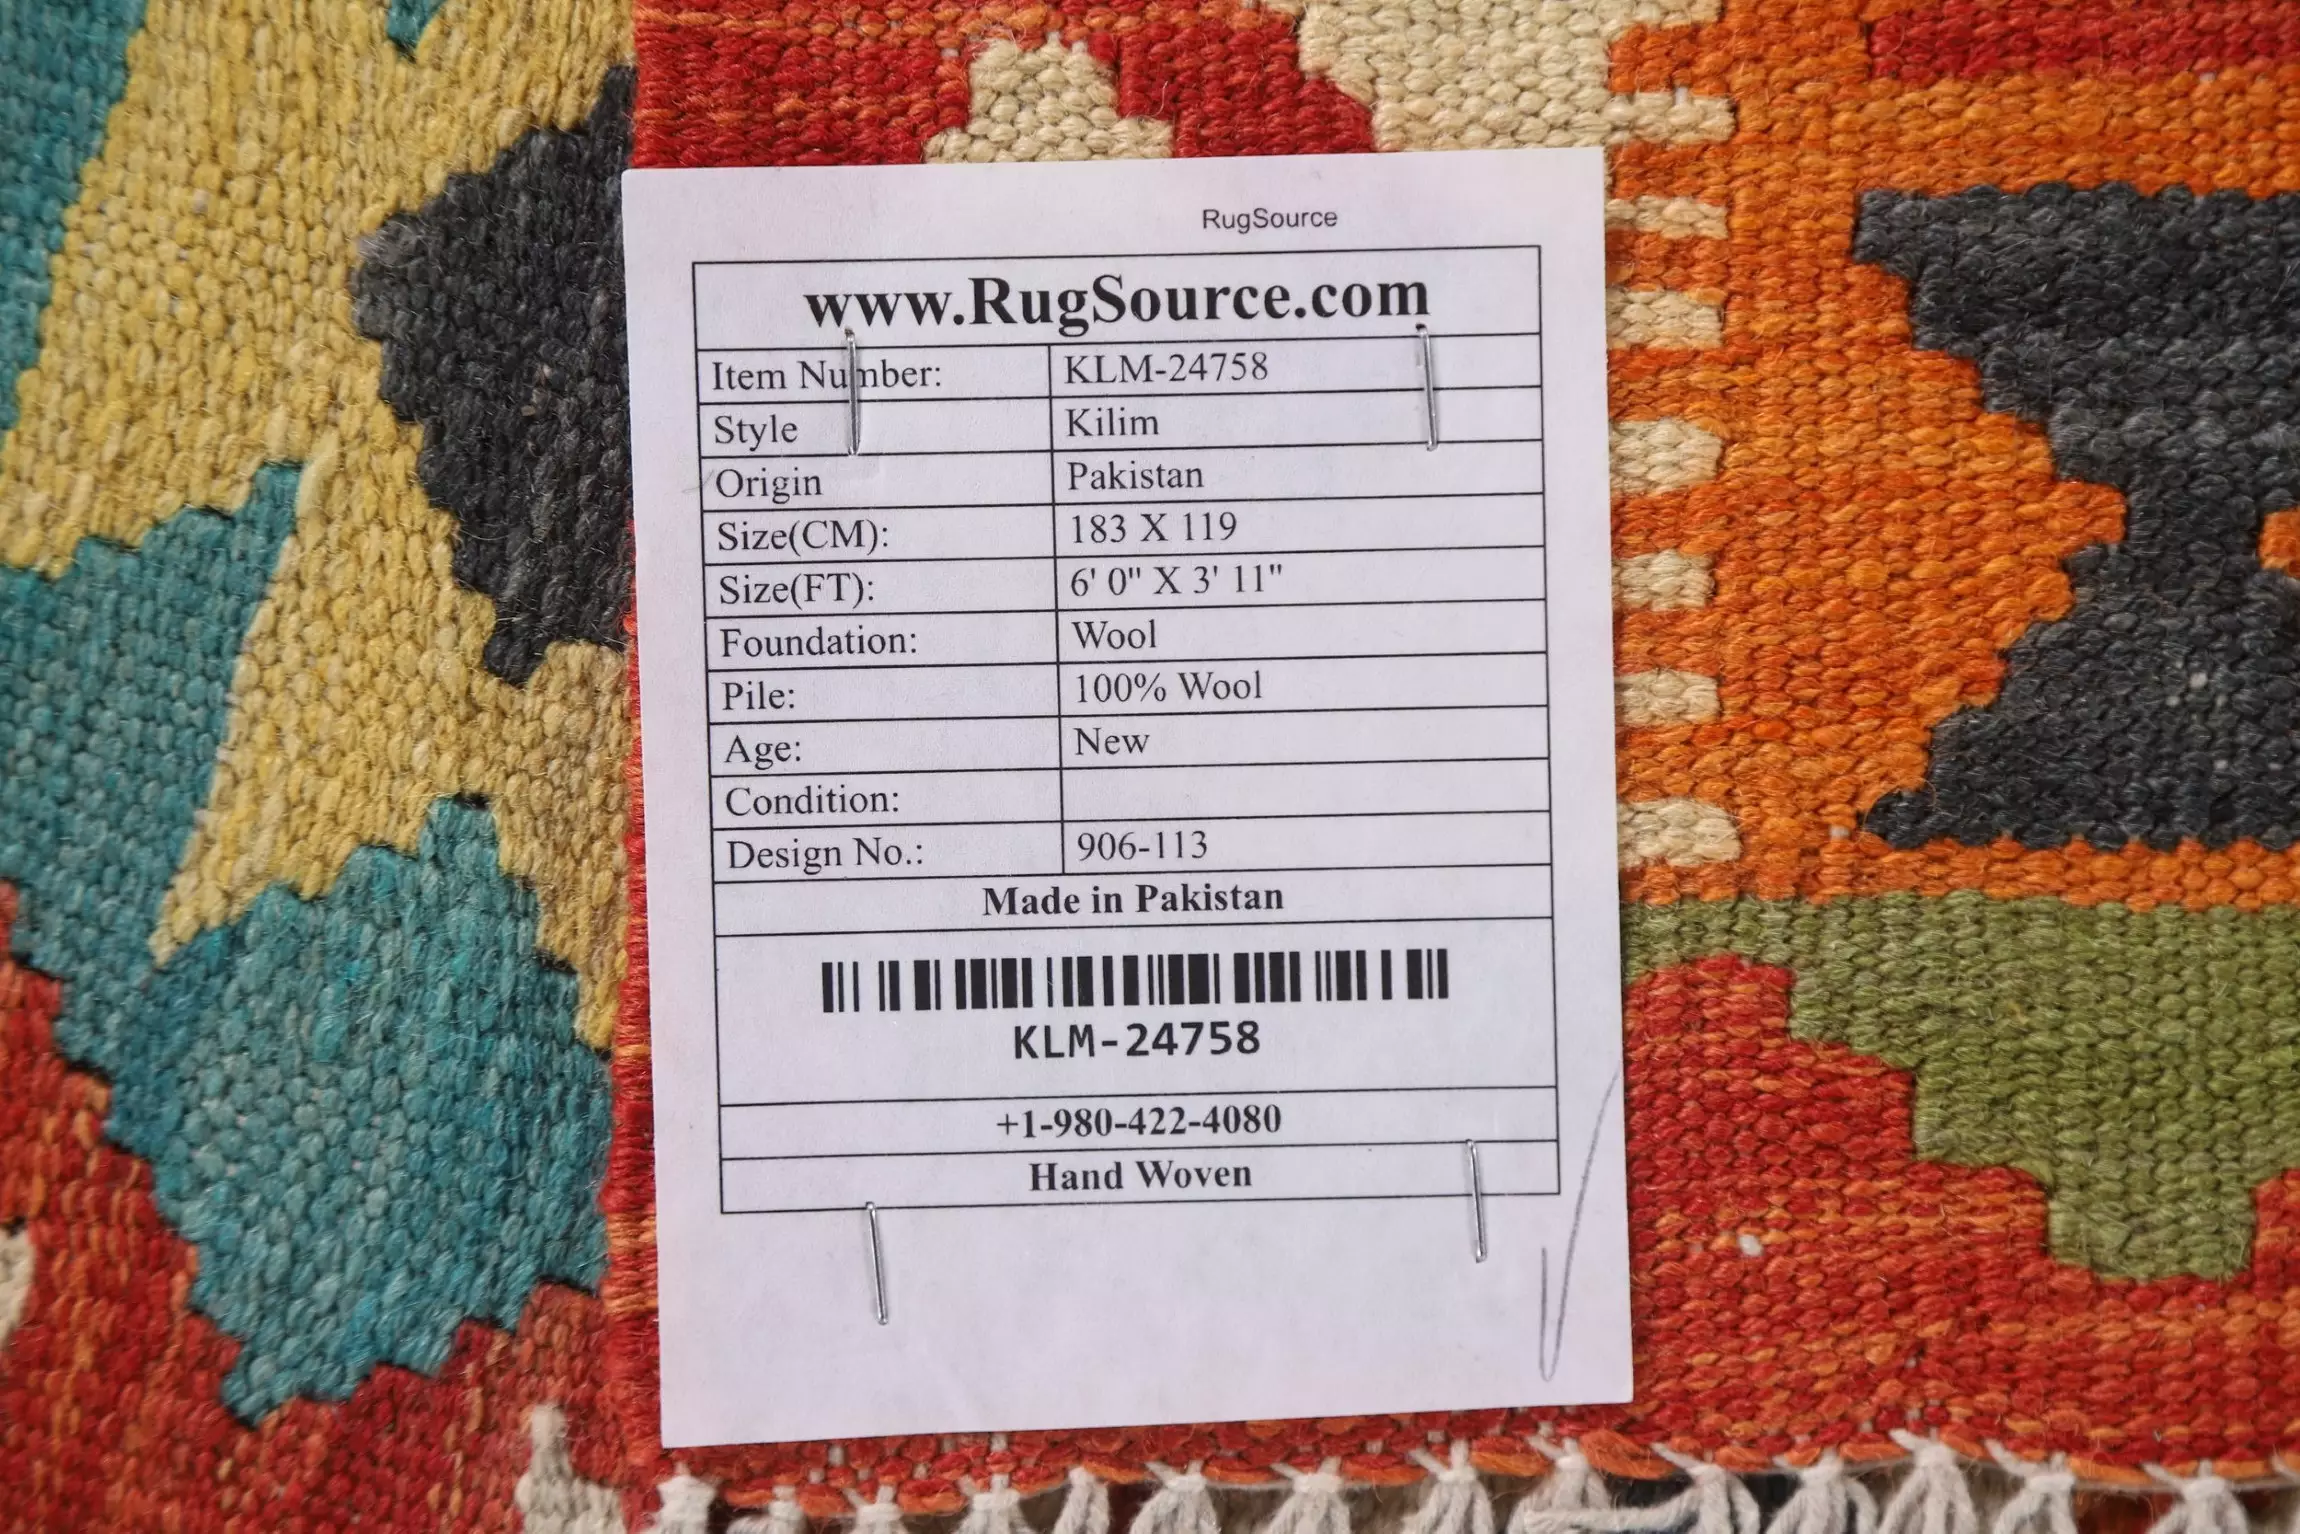 RugSource
www.RugSource.com
Item Number: KLM-24758
Style Kilim
Origin Pakistan
Size(CM): 183 X 119
Size(FT): 6' 0" X 3' 11"
Foundation: Wool
Pile: 100% Wool
Age: New
Condition:
Design No.: 906-113
Made in Pakistan
KLM-24758
+1-980-422-4080
Hand Woven